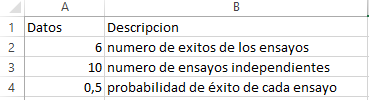 A B
1 Datos Descripcion
2 6 numero de exitos de los ensayos
3 10 numero de ensayos independientes
4 0,5 probabilidad de éxito de cada ensayo